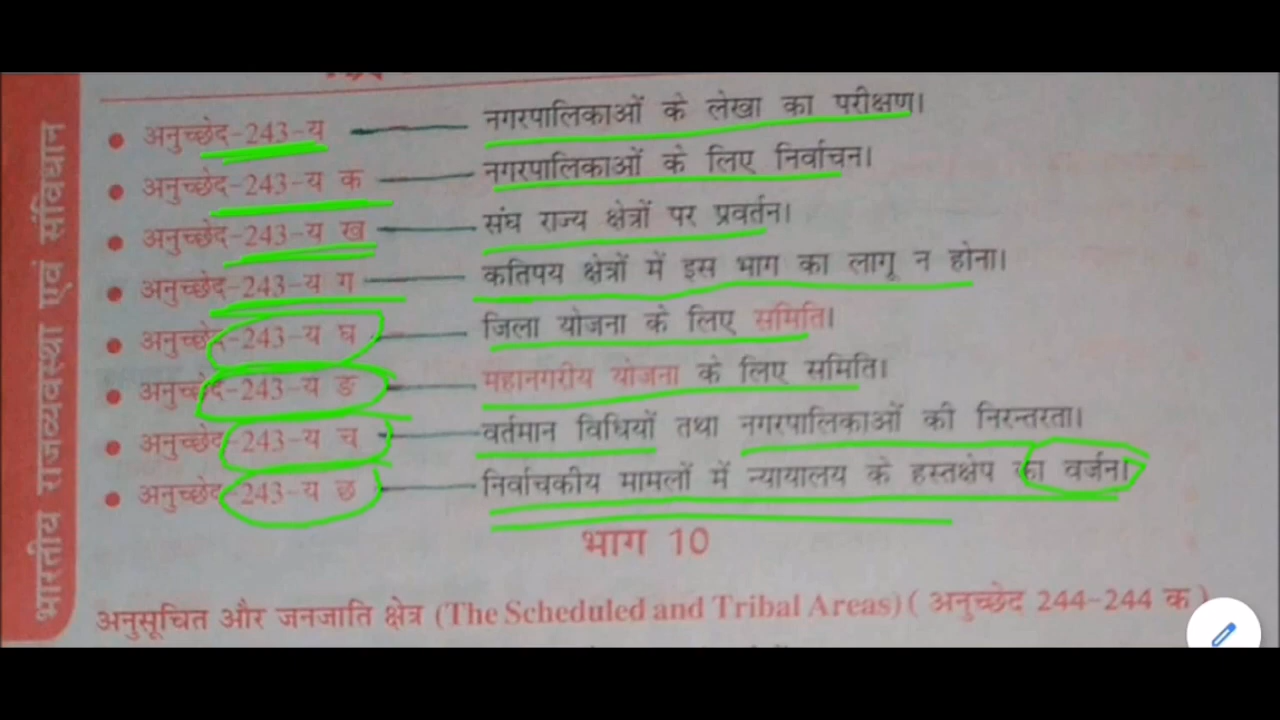 भारतीय राजव्यवस्था एवं संविधान
• अनुच्छेद-243-य — नगरपालिकाओं के लेखा का परीक्षण।
• अनुच्छेद-243-य क — नगरपालिकाओं के लिए निर्वाचन।
• अनुच्छेद-243-य ख — संघ राज्य क्षेत्रों पर प्रवर्तन।
• अनुच्छेद-243-य ग — कतिपय क्षेत्रों में इस भाग का लागू न होना।
• अनुच्छेद-243-य घ — जिला योजना के लिए समिति।
• अनुच्छेद-243-य ङ — महानगरीय योजना के लिए समिति।
• अनुच्छेद-243-य च — वर्तमान विधियों तथा नगरपालिकाओं की निरन्तरता।
• अनुच्छेद-243-य छ — निर्वाचकीय मामलों में न्यायालय के हस्तक्षेप का वर्जन।
भाग 10
अनुसूचित और जनजाति क्षेत्र (The Scheduled and Tribal Areas) ( अनुच्छेद 244-244 क )